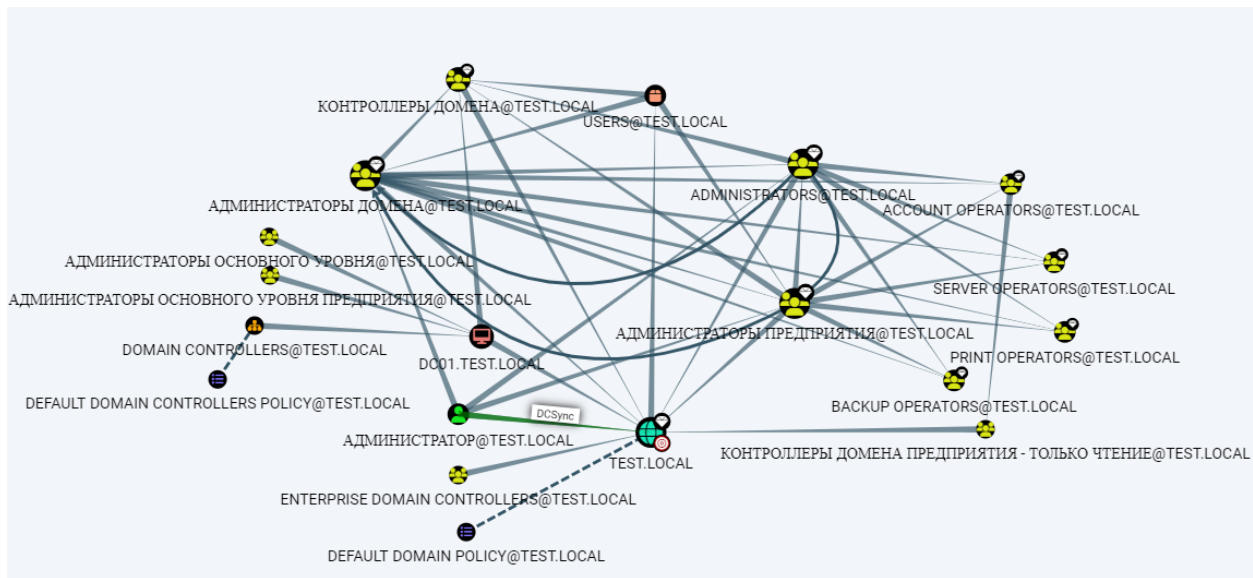 КОНТРОЛЛЕРЫ ДОМЕНА@TEST.LOCAL
USERS@TEST.LOCAL
ADMINISTRATORS@TEST.LOCAL
АДМИНИСТРАТОРЫ ДОМЕНА@TEST.LOCAL
ACCOUNT OPERATORS@TEST.LOCAL
АДМИНИСТРАТОРЫ ОСНОВНОГО УРОВНЯ@TEST.LOCAL
SERVER OPERATORS@TEST.LOCAL
АДМИНИСТРАТОРЫ ОСНОВНОГО УРОВНЯ ПРЕДПРИЯТИЯ@TEST.LOCAL
АДМИНИСТРАТОРЫ ПРЕДПРИЯТИЯ@TEST.LOCAL
DOMAIN CONTROLLERS@TEST.LOCAL
PRINT OPERATORS@TEST.LOCAL
DC01.TEST.LOCAL
DEFAULT DOMAIN CONTROLLERS POLICY@TEST.LOCAL
BACKUP OPERATORS@TEST.LOCAL
DCSync
АДМИНИСТРАТОР@TEST.LOCAL
КОНТРОЛЛЕРЫ ДОМЕНА ПРЕДПРИЯТИЯ - ТОЛЬКО ЧТЕНИЕ@TEST.LOCAL
TEST.LOCAL
ENTERPRISE DOMAIN CONTROLLERS@TEST.LOCAL
DEFAULT DOMAIN POLICY@TEST.LOCAL